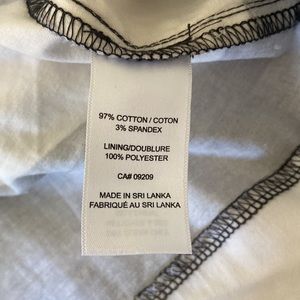 97% COTTON / COTON
3% SPANDEX
LINING/DOUBLURE
100% POLYESTER
CA# 09209
MADE IN SRI LANKA
FABRIQUÉ AU SRI LANKA